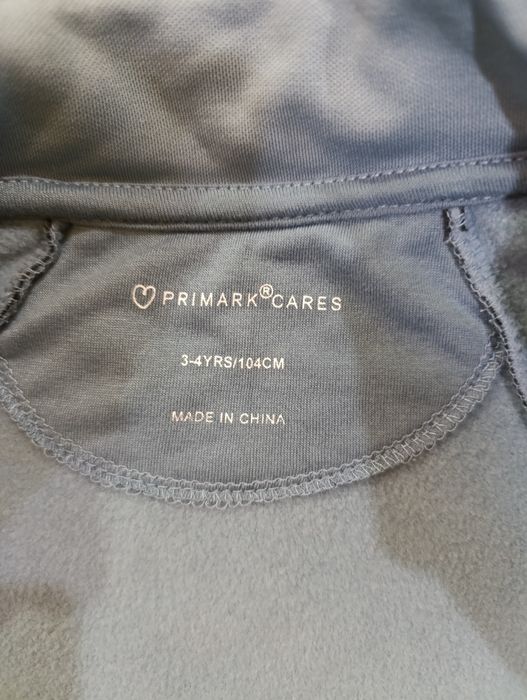 PRIMARK® CARES
3-4YRS/104CM
MADE IN CHINA